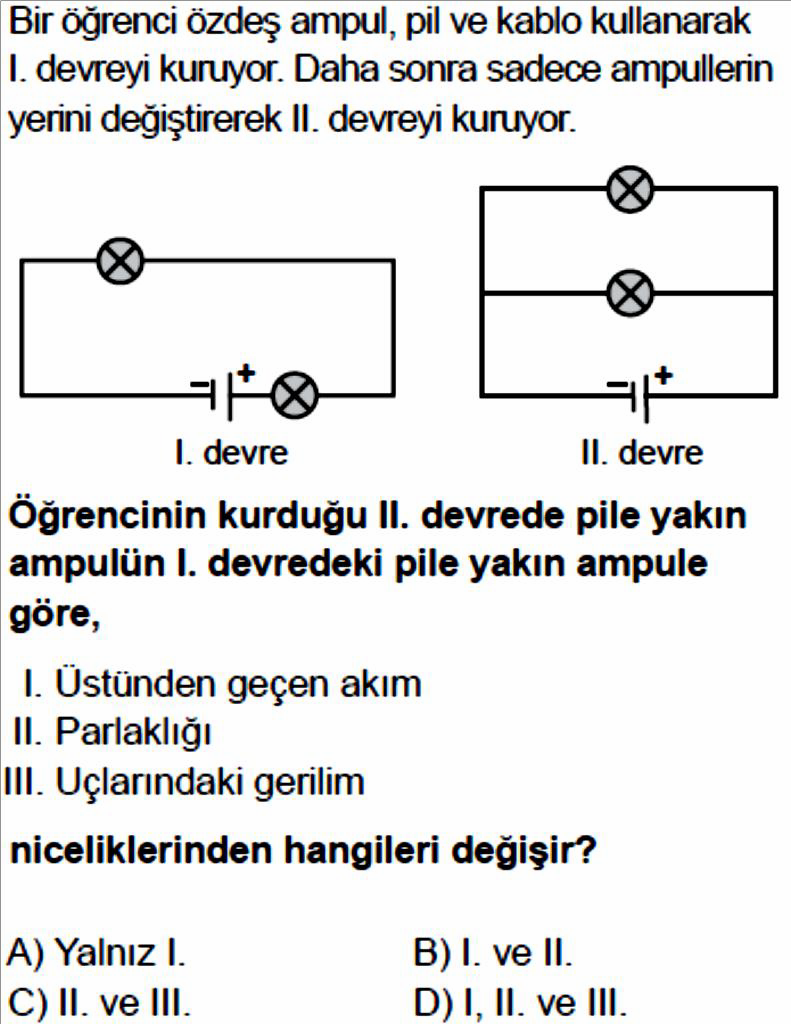 Bir öğrenci özdeş ampul, pil ve kablo kullanarak
I. devreyi kuruyor. Daha sonra sadece ampullerin
yerini değiştirerek II. devreyi kuruyor.
– +
– +
I. devre
II. devre
Öğrencinin kurduğu II. devrede pile yakın
ampulün I. devredeki pile yakın ampule
göre,
I. Üstünden geçen akım
II. Parlaklığı
III. Uçlarındaki gerilim
niceliklerinden hangileri değişir?
A) Yalnız I.
B) I. ve II.
C) II. ve III.
D) I, II. ve III.